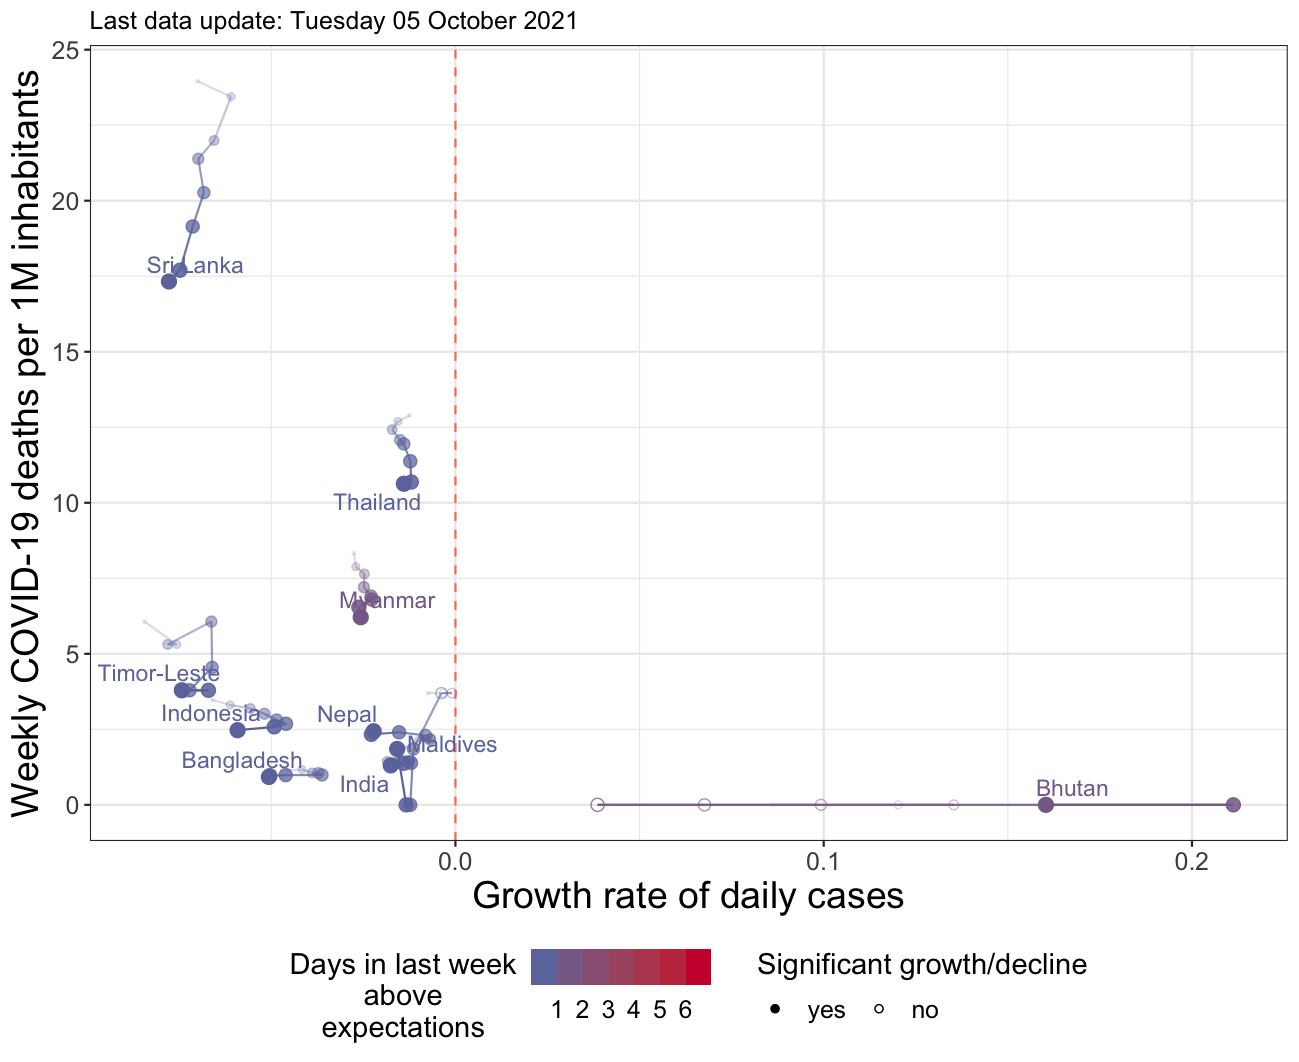 Last data update: Tuesday 05 October 2021
Weekly COVID-19 deaths per 1M inhabitants
25
20
15
10
5
0
Sri Lanka
Thailand
Myanmar
Timor-Leste
Indonesia
Nepal
Maldives
Bangladesh
India
Bhutan
0.0
0.1
0.2
Growth rate of daily cases
Days in last week
above
expectations
1 2 3 4 5 6
Significant growth/decline
yes
no